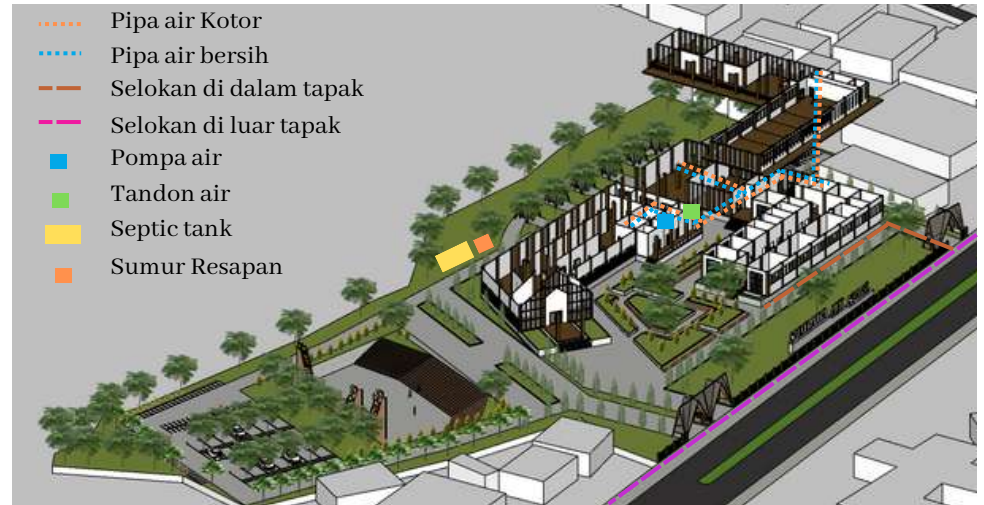 Pipa air Kotor
Pipa air bersih
Selokan di dalam tapak
Selokan di luar tapak
Pompa air
Tandon air
Septic tank
Sumur Resapan